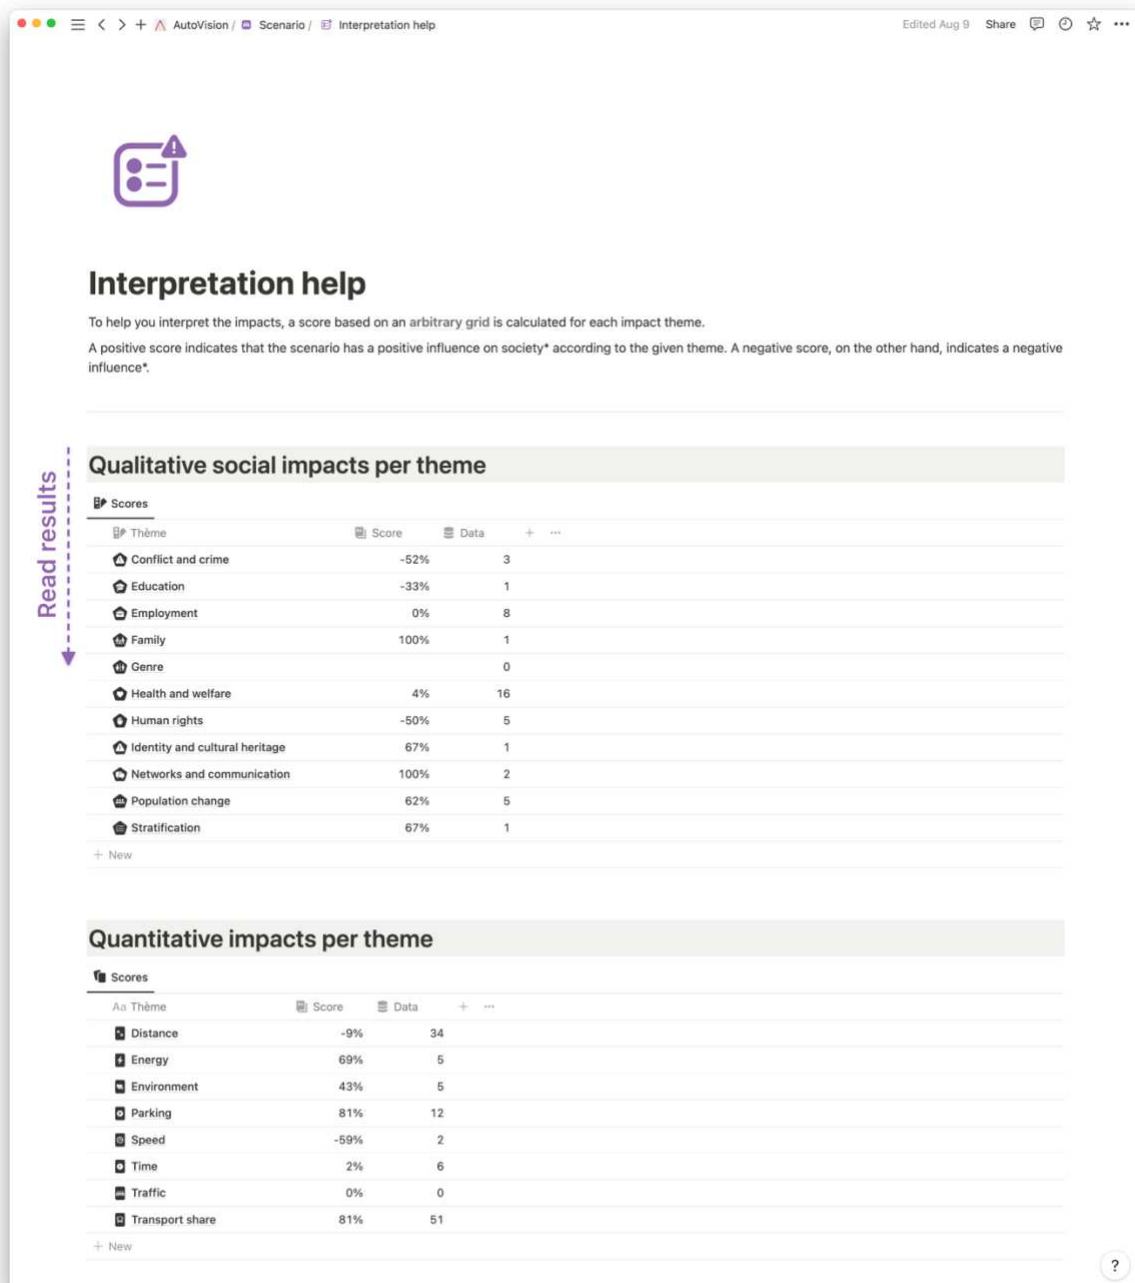 AutoVision / Scenario / Interpretation help
Edited Aug 9 Share
Interpretation help
To help you interpret the impacts, a score based on an arbitrary grid is calculated for each impact theme.
A positive score indicates that the scenario has a positive influence on society* according to the given theme. A negative score, on the other hand, indicates a negative
influence*.
Read results
Qualitative social impacts per theme
Scores
Thème Score Data + ...
Conflict and crime -52% 3
Education -33% 1
Employment 0% 8
Family 100% 1
Genre 0
Health and welfare 4% 16
Human rights -50% 5
Identity and cultural heritage 67% 1
Networks and communication 100% 2
Population change 62% 5
Stratification 67% 1
+ New
Quantitative impacts per theme
Scores
Aa Thème Score Data + ...
Distance -9% 34
Energy 69% 5
Environment 43% 5
Parking 81% 12
Speed -59% 2
Time 2% 6
Traffic 0% 0
Transport share 81% 51
+ New
?